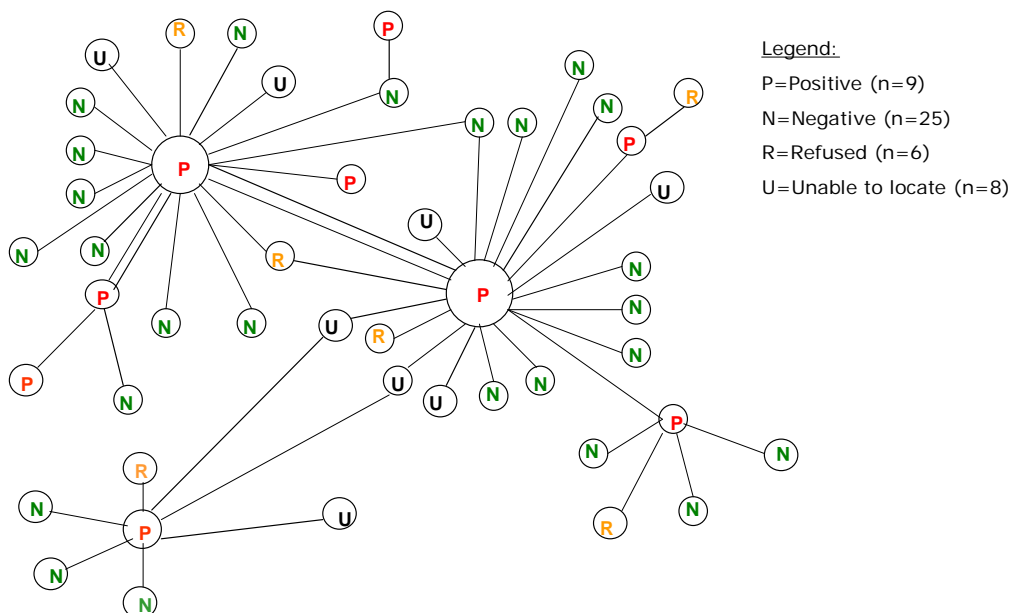 R
N
P
U
U
N
N
N
N
R
Legend:
P=Positive (n=9)
N=Negative (n=25)
R=Refused (n=6)
U=Unable to locate (n=8)
N
N
P
N
P
P
N
U
U
N
N
R
N
P
P
N
N
N
U
R
N
P
U
N
N
N
U
P
N
N
R
N
N
U
R
P
N
N